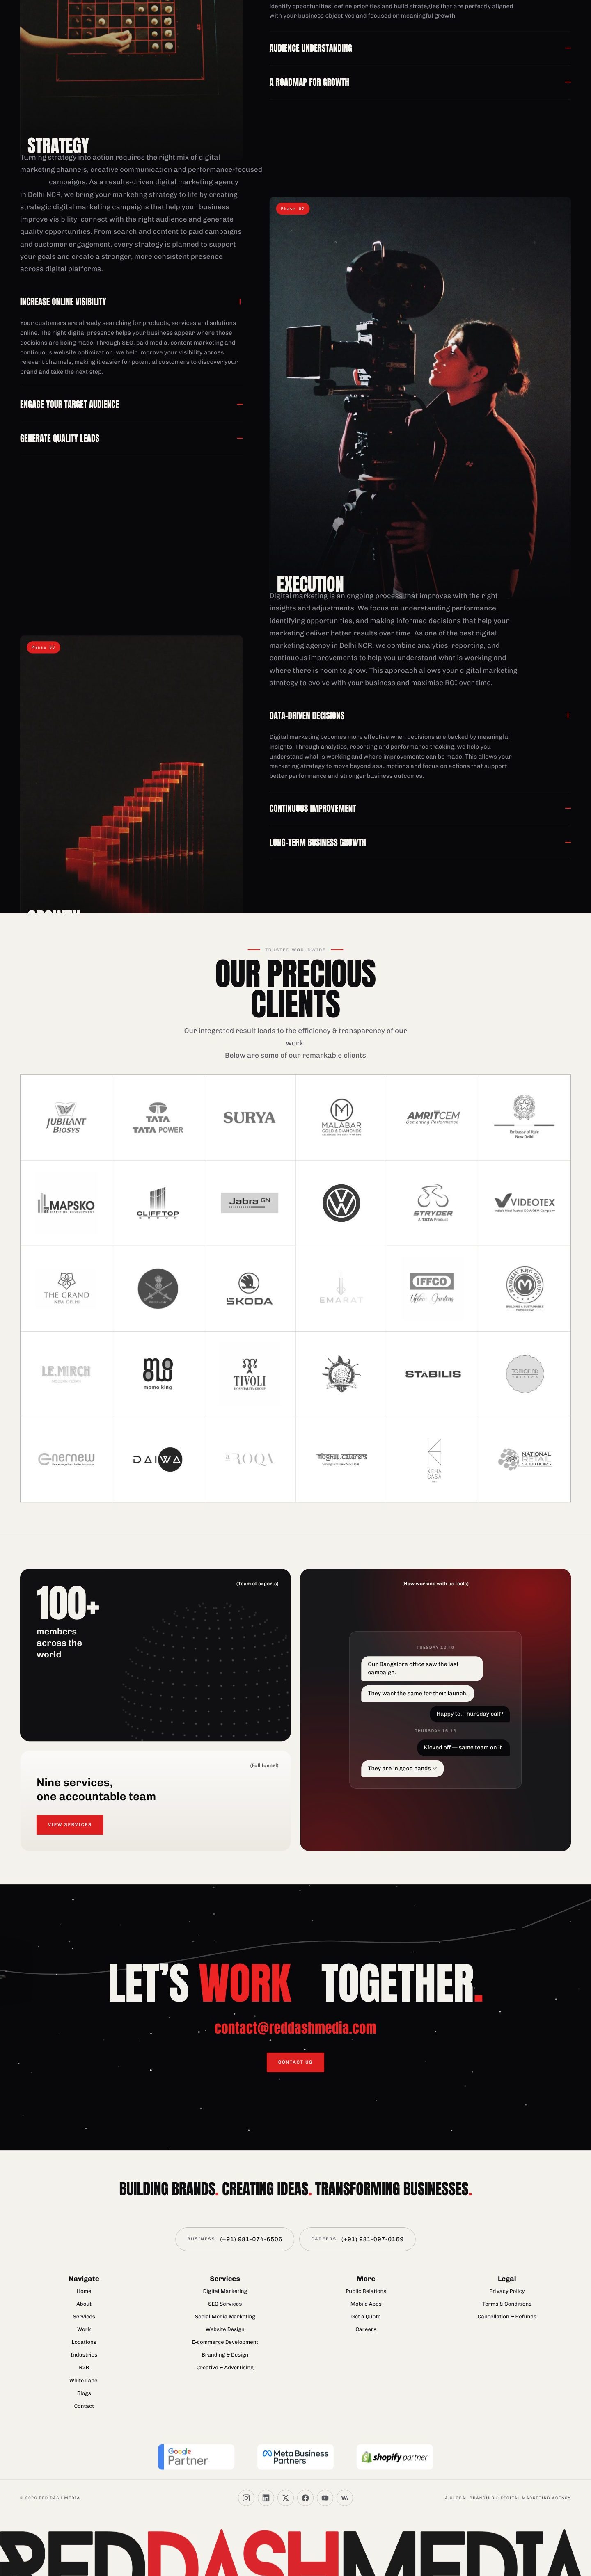 identify opportunities, define priorities and build strategies that are perfectly aligned
with your business objectives and focused on meaningful growth.
AUDIENCE UNDERSTANDING
A ROADMAP FOR GROWTH
STRATEGY
Turning strategy into action requires the right mix of digital
marketing channels, creative communication and performance-focused
campaigns. As a results-driven digital marketing agency
in Delhi NCR, we bring your marketing strategy to life by creating
strategic digital marketing campaigns that help your business
improve visibility, connect with the right audience and generate
quality opportunities. From search and content to paid campaigns
and customer engagement, every strategy is planned to support
your goals and create a stronger, more consistent presence
across digital platforms.
INCREASE ONLINE VISIBILITY
Your customers are already searching for products, services and solutions
online. The right digital presence helps your business appear where those
decisions are being made. Through SEO, paid media, content marketing and
continuous website optimization, we help improve your visibility across
relevant channels, making it easier for potential customers to discover your
brand and take the next step.
ENGAGE YOUR TARGET AUDIENCE
GENERATE QUALITY LEADS
Phase 02
EXECUTION
Digital marketing is an ongoing process that improves with the right
insights and adjustments. We focus on understanding performance,
identifying opportunities, and making informed decisions that help your
marketing deliver better results over time. As one of the best digital
marketing agency in Delhi NCR, we combine analytics, reporting, and
continuous improvements to help you understand what is working and
where there is room to grow. This approach allows your digital marketing
strategy to evolve with your business and maximise ROI over time.
DATA-DRIVEN DECISIONS
Digital marketing becomes more effective when decisions are backed by meaningful
insights. Through analytics, reporting and performance tracking, we help you
understand what is working and where improvements can be made. This allows your
marketing strategy to move beyond assumptions and focus on actions that support
better performance and stronger business outcomes.
CONTINUOUS IMPROVEMENT
LONG-TERM BUSINESS GROWTH
Phase 03
GROWTH
TRUSTED WORLDWIDE
OUR PRECIOUS
CLIENTS
Our integrated result leads to the efficiency & transparency of our
work.
Below are some of our remarkable clients
JUBILANT
BIOSYS
TATA
TATA POWER
SURYA
MALABAR
GOLD & DIAMONDS
AMRITCEM
Cementing Performance
Embassy of Italy
New Delhi
MAPSKO
CLIFFTOP
Jabra GN
STRYDER
A TATA Product
VIDEOTEX
THE GRAND
NEW DELHI
SKODA
EMARAT
IFFCO
Urban Gardens
LE.MIRCH
momo king
TIVOLI
HOSPITALITY GROUP
STABILIS
enernew
DAIWA
ROQA
moghal caterers
KEHA
CASA
NATIONAL
RETAIL
SOLUTIONS
(Team of experts)
100+
members
across the
world
(Full funnel)
Nine services,
one accountable team
VIEW SERVICES
(How working with us feels)
TUESDAY 12:40
Our Bangalore office saw the last
campaign.
They want the same for their launch.
Happy to. Thursday call?
THURSDAY 15:15
Kicked off — same team on it.
They are in good hands ✓
LET'S WORK TOGETHER.
contact@reddashmedia.com
CONTACT US
BUILDING BRANDS. CREATING IDEAS. TRANSFORMING BUSINESSES.
BUSINESS (+91) 981-074-6506
CAREERS (+91) 981-097-0169
Navigate
Home
About
Services
Work
Locations
Industries
B2B
White Label
Blogs
Contact
Services
Digital Marketing
SEO Services
Social Media Marketing
Website Design
E-commerce Development
Branding & Design
Creative & Advertising
More
Public Relations
Mobile Apps
Get a Quote
Careers
Legal
Privacy Policy
Terms & Conditions
Cancellation & Refunds
Google
Partner
Meta Business
Partners
shopify partner
© 2026 RED DASH MEDIA
W.
A GLOBAL BRANDING & DIGITAL MARKETING AGENCY
REDDASHMEDIA